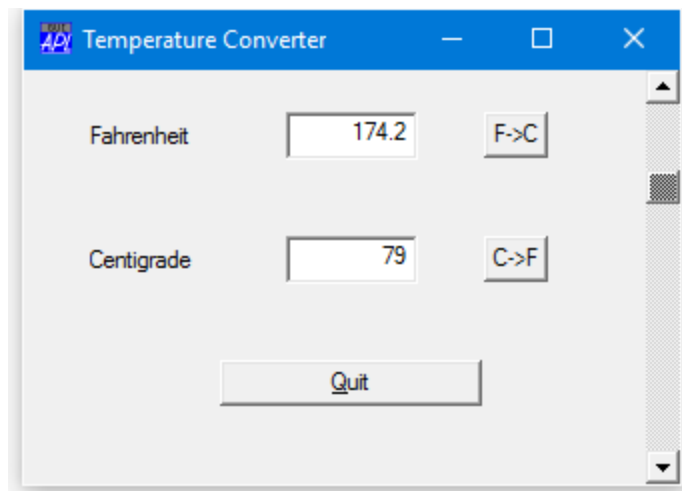 Temperature Converter
Fahrenheit 174.2 F->C
Centigrade 79 C->F
Quit